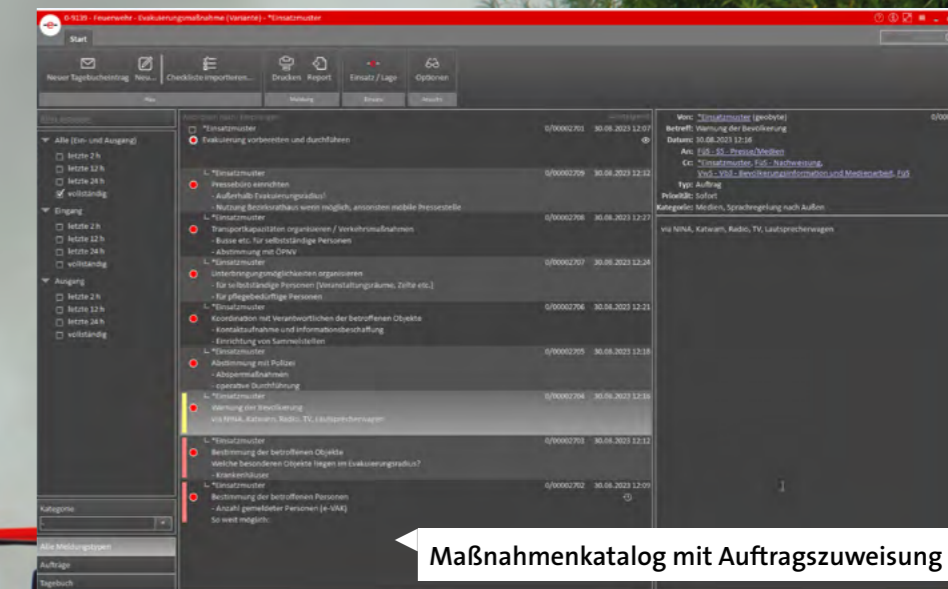 0-9139 - Feuerwehr - Evakuierungsmaßnahme (Variante) - *Einsatzmuster
Start
Neuer Tagebucheintrag Neu... Checkliste importieren... Drucken Report Einsatz / Lage Optionen
Neu Meldung Einsatz Ansicht
Alle (Ein- und Ausgang)
letzte 2 h
letzte 12 h
letzte 24 h
vollständig
Eingang
letzte 2 h
letzte 12 h
letzte 24 h
vollständig
Ausgang
letzte 2 h
letzte 12 h
letzte 24 h
vollständig
Kategorie
-
Alle Meldungstypen
Aufträge
Tagebuch
*Einsatzmuster 0/00002701 30.08.2023 12:07
Evakuierung vorbereiten und durchführen
*Einsatzmuster 0/00002709 30.08.2023 12:32
Pressebüro einrichten
- Außerhalb Evakuierungsradius!
- Nutzung Bezirksrathaus wenn möglich, ansonsten mobile Pressestelle
*Einsatzmuster 0/00002708 30.08.2023 12:27
Transportkapazitäten organisieren / Verkehrsmaßnahmen
- Busse etc. für selbstständige Personen
- Abstimmung mit ÖPNV
*Einsatzmuster 0/00002707 30.08.2023 12:24
Unterbringungsmöglichkeiten organisieren
- für selbstständige Personen (Veranstaltungsräume, Zelte etc.)
- für pflegebedürftige Personen
*Einsatzmuster 0/00002706 30.08.2023 12:21
Koordination mit Verantwortlichen der betroffenen Objekte
- Kontaktaufnahme und Informationsbeschaffung
- Einrichtung von Sammelstellen
*Einsatzmuster 0/00002705 30.08.2023 12:18
Abstimmung mit Polizei
- Absperrmaßnahmen
- operative Durchführung
*Einsatzmuster 0/00002704 30.08.2023 12:16
Warnung der Bevölkerung
via NINA, Katwarn, Radio, TV, Lautsprecherwagen
*Einsatzmuster 0/00002703 30.08.2023 12:12
Bestimmung der betroffenen Objekte
Welche besonderen Objekte liegen im Evakuierungsradius?
- Krankenhäuser
*Einsatzmuster 0/00002702 30.08.2023 12:09
Bestimmung der betroffenen Personen
- Anzahl gemeldeter Personen (e-VAK)
So weit möglich:
Von: *Einsatzmuster (geobyte)
Betreff: Warnung der Bevölkerung
Datum: 30.08.2023 12:16
An: FüS - S5 - Presse/Medien
Cc: *Einsatzmuster, FüS - Nachweisung,
VwS - VB3 - Bevölkerungsinformation und Medienarbeit, FüS
Typ: Auftrag
Priorität: Sofort
Kategorie: Medien, Sprachregelung nach Außen
via NINA, Katwarn, Radio, TV, Lautsprecherwagen
Maßnahmenkatalog mit Auftragszuweisung